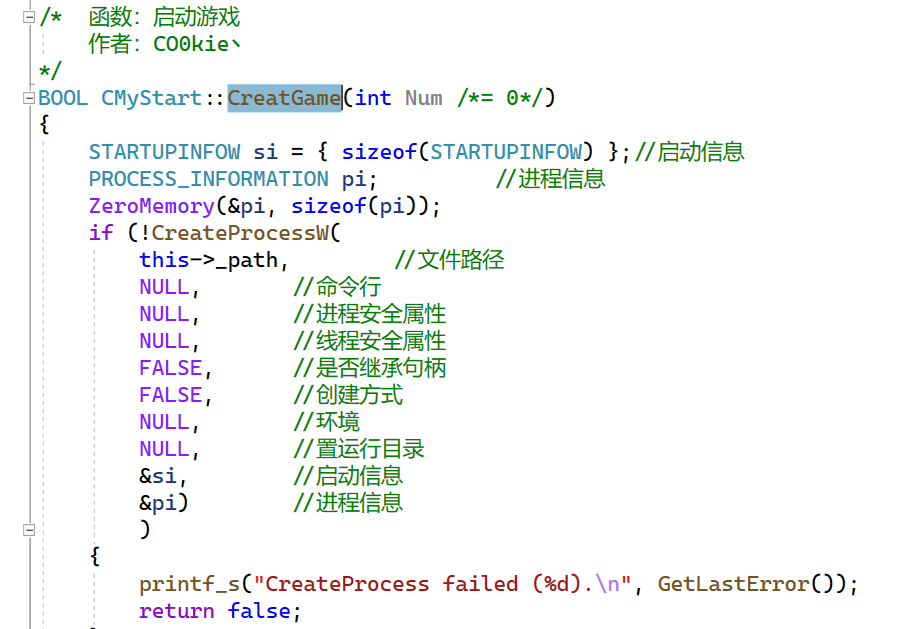 /*  函数：启动游戏
    作者：CO0kie丶
*/
BOOL CMyStart::CreatGame(int Num /*= 0*/)
{
    STARTUPINFOW si = { sizeof(STARTUPINFOW) };//启动信息
    PROCESS_INFORMATION pi;         //进程信息
    ZeroMemory(&pi, sizeof(pi));
    if (!CreateProcessW(
        this->_path,        //文件路径
        NULL,       //命令行
        NULL,       //进程安全属性
        NULL,       //线程安全属性
        FALSE,      //是否继承句柄
        FALSE,      //创建方式
        NULL,       //环境
        NULL,       //置运行目录
        &si,        //启动信息
        &pi)        //进程信息
        )
    {
        printf_s("CreateProcess failed (%d).\n", GetLastError());
        return false;